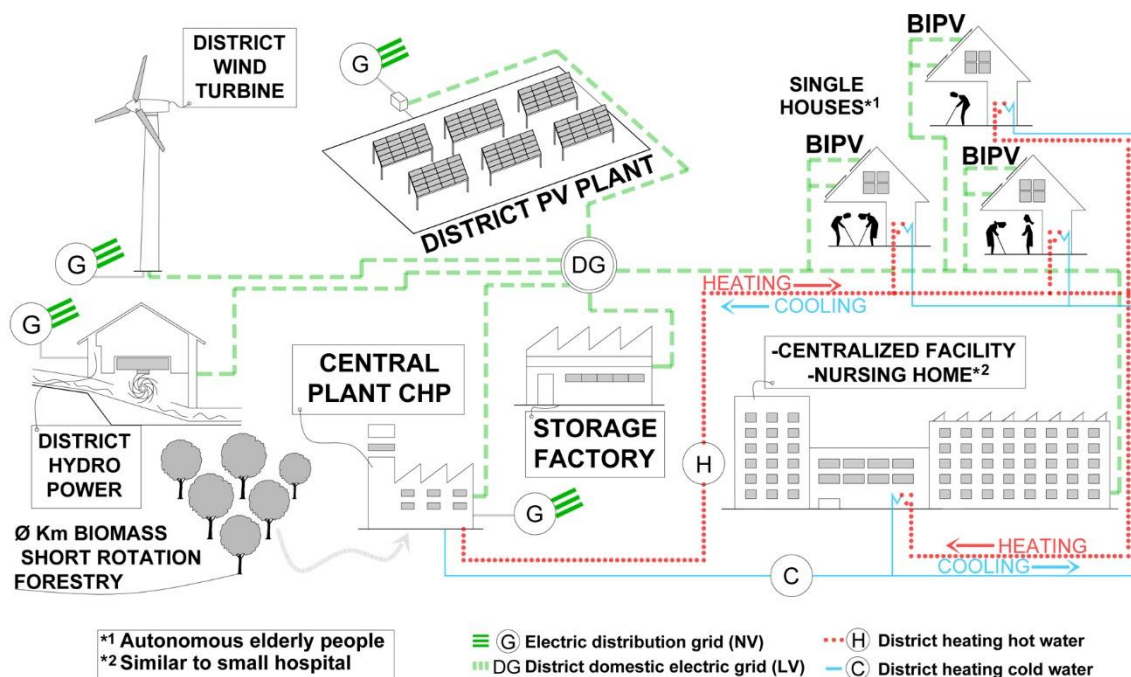 DISTRICT
WIND
TURBINE
G
DISTRICT PV PLANT
BIPV
SINGLE
HOUSES*1
BIPV
BIPV
G
DG
HEATING
COOLING
G
CENTRAL
PLANT CHP
-CENTRALIZED FACILITY
-NURSING HOME*2
DISTRICT
HYDRO
POWER
STORAGE
FACTORY
H
G
Ø Km BIOMASS
SHORT ROTATION
FORESTRY
HEATING
COOLING
C
*1 Autonomous elderly people
*2 Similar to small hospital
G Electric distribution grid (NV)
DG District domestic electric grid (LV)
H District heating hot water
C District heating cold water